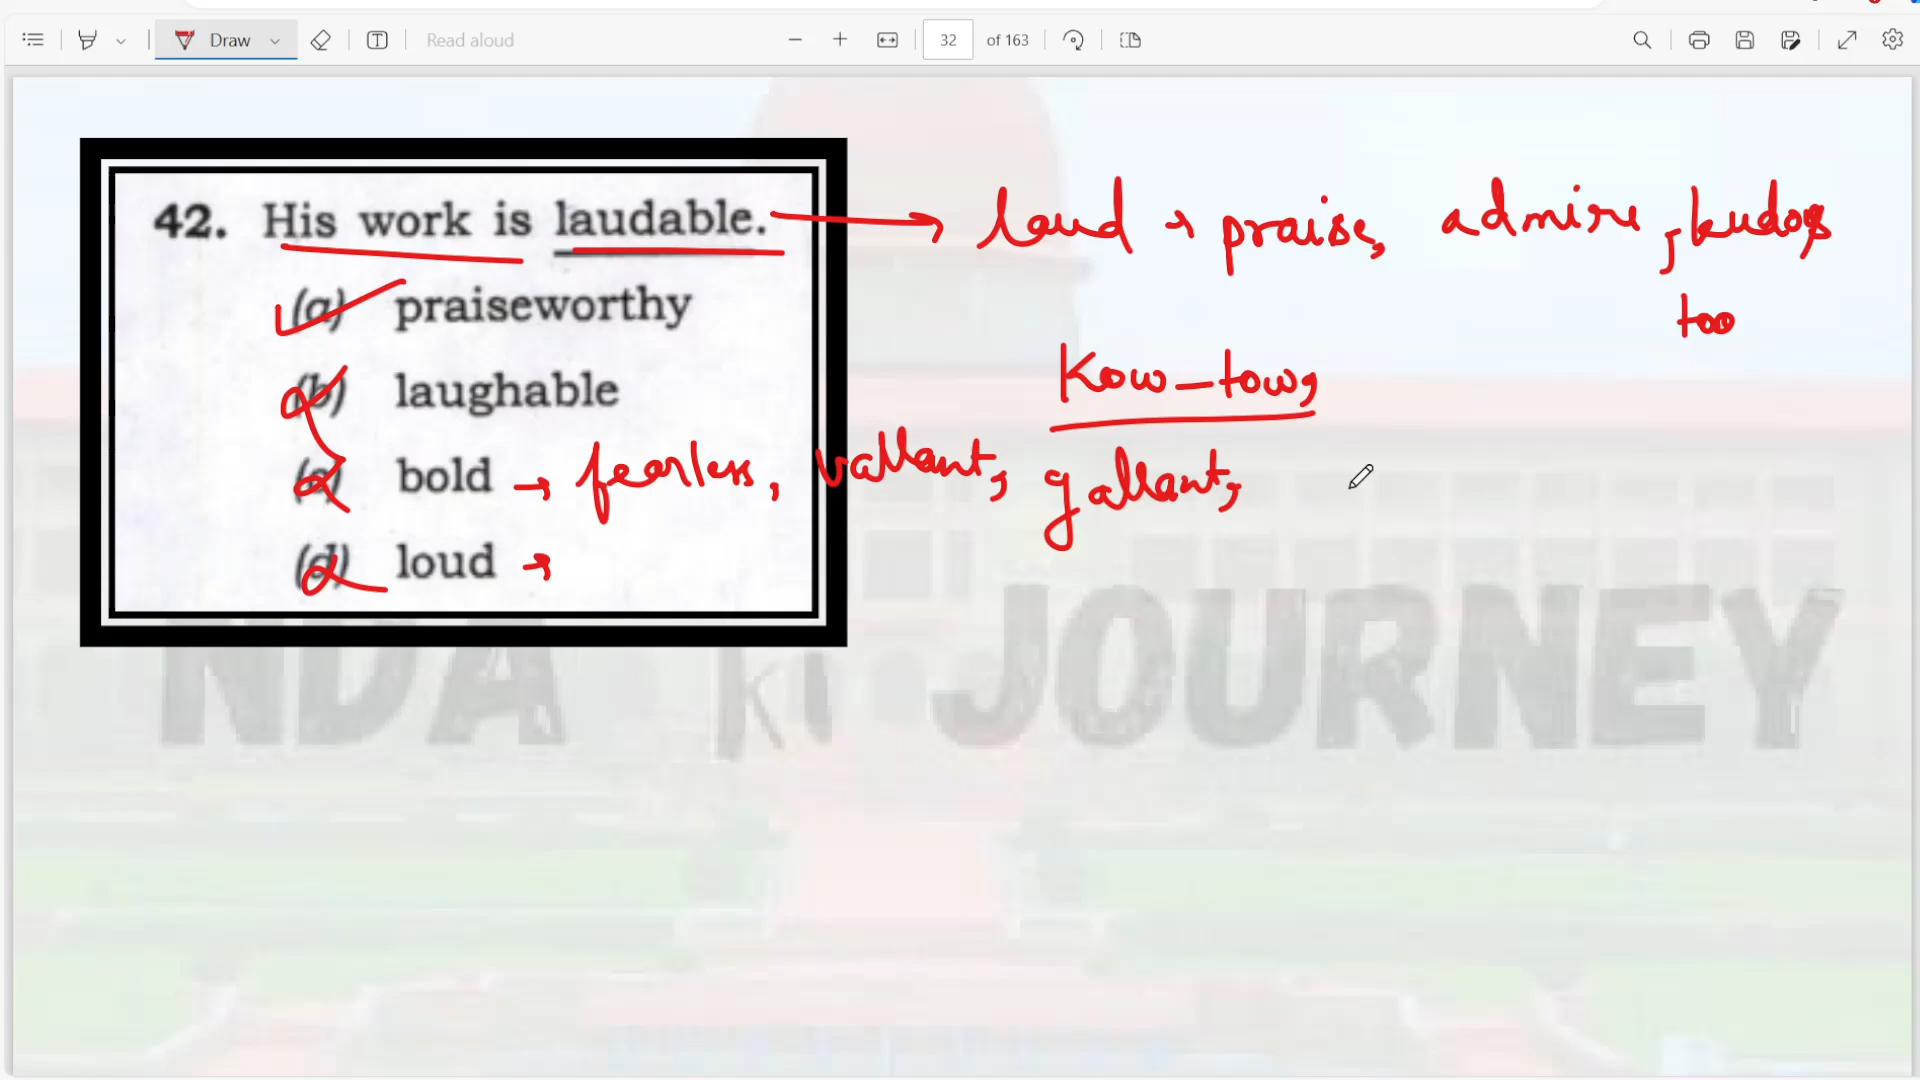 Draw
Read aloud
32 of 163
42. His work is laudable. → laud → praise, admire, kudos
too
(a) praiseworthy
Kow-tow,
(b) laughable
(c) bold → fearless, vallant, gallant,
(d) loud →
NDA KI JOURNEY